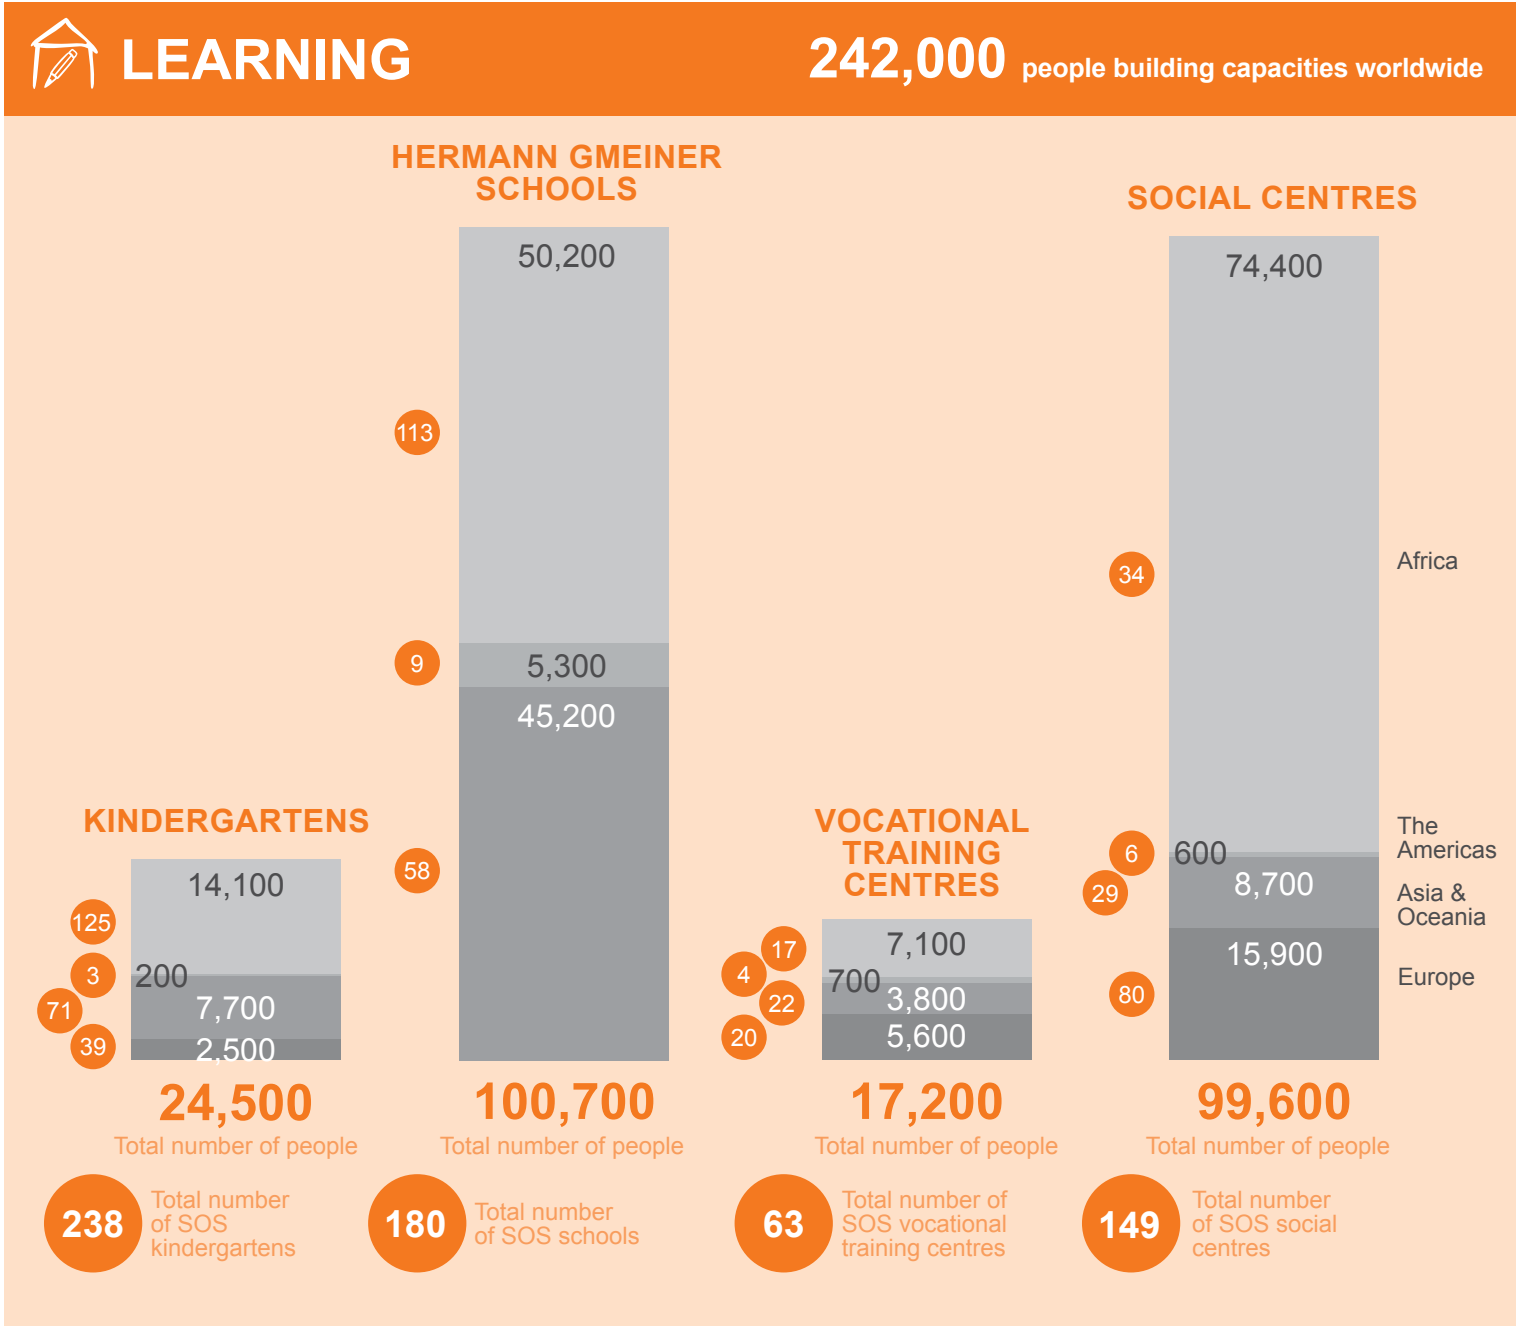 LEARNING
242,000 people building capacities worldwide
HERMANN GMEINER
SCHOOLS
50,200
113
9
5,300
45,200
58
KINDERGARTENS
14,100
125
3
200
71
7,700
39
2,500
VOCATIONAL
TRAINING
CENTRES
17
7,100
4
700
22
3,800
20
5,600
SOCIAL CENTRES
74,400
34
Africa
6
600
The
Americas
29
8,700
Asia &
Oceania
15,900
80
Europe
24,500
Total number of people
100,700
Total number of people
17,200
Total number of people
99,600
Total number of people
238
Total number
of SOS
kindergartens
180
Total number
of SOS schools
63
Total number of
SOS vocational
training centres
149
Total number
of SOS social
centres